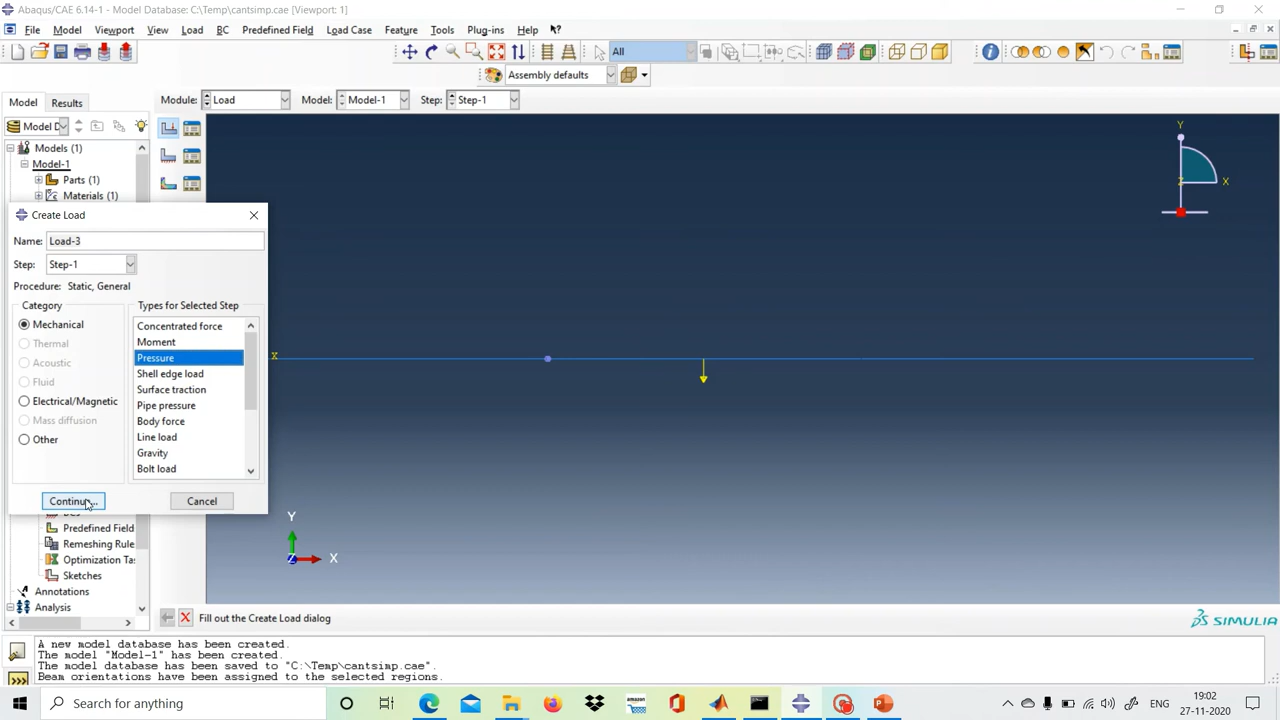 Abaqus/CAE 6.14-1 - Model Database: C:\Temp\cantsimp.cae [Viewport: 1]
File Model Viewport View Load BC Predefined Field Load Case Feature Tools Plug-ins Help
All
Assembly defaults
Model Results
Module: Load Model: Model-1 Step: Step-1
Model D
Models (1)
Model-1
Parts (1)
Materials (1)
Create Load
Name: Load-3
Step: Step-1
Procedure: Static, General
Category
Mechanical
Thermal
Acoustic
Fluid
Electrical/Magnetic
Mass diffusion
Other
Types for Selected Step
Concentrated force
Moment
Pressure
Shell edge load
Surface traction
Pipe pressure
Body force
Line load
Gravity
Bolt load
Continue...
Cancel
Predefined Field
Remeshing Rule
Optimization Ta
Sketches
Annotations
Analysis
Y
X
Z
X
Y
X
Z
Fill out the Create Load dialog
SIMULIA
A new model database has been created.
The model "Model-1" has been created.
The model database has been saved to "C:\Temp\cantsimp.cae".
Beam orientations have been assigned to the selected regions.
Type here to search
amazon
ENG
19:02
27-11-2020